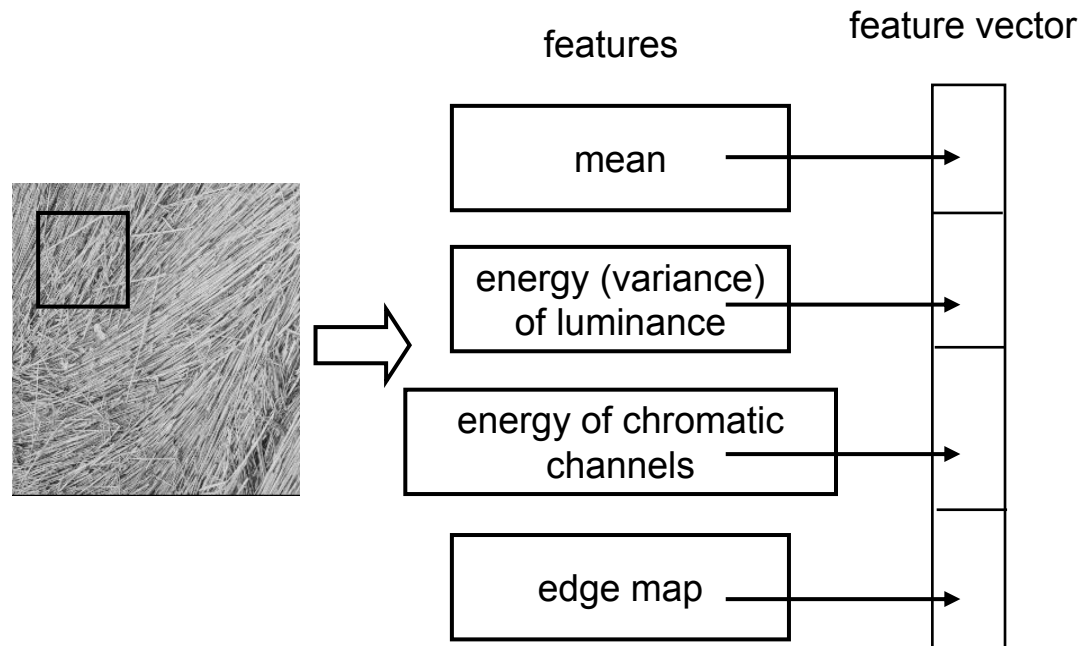 features
feature vector
mean
energy (variance)
of luminance
energy of chromatic
channels
edge map